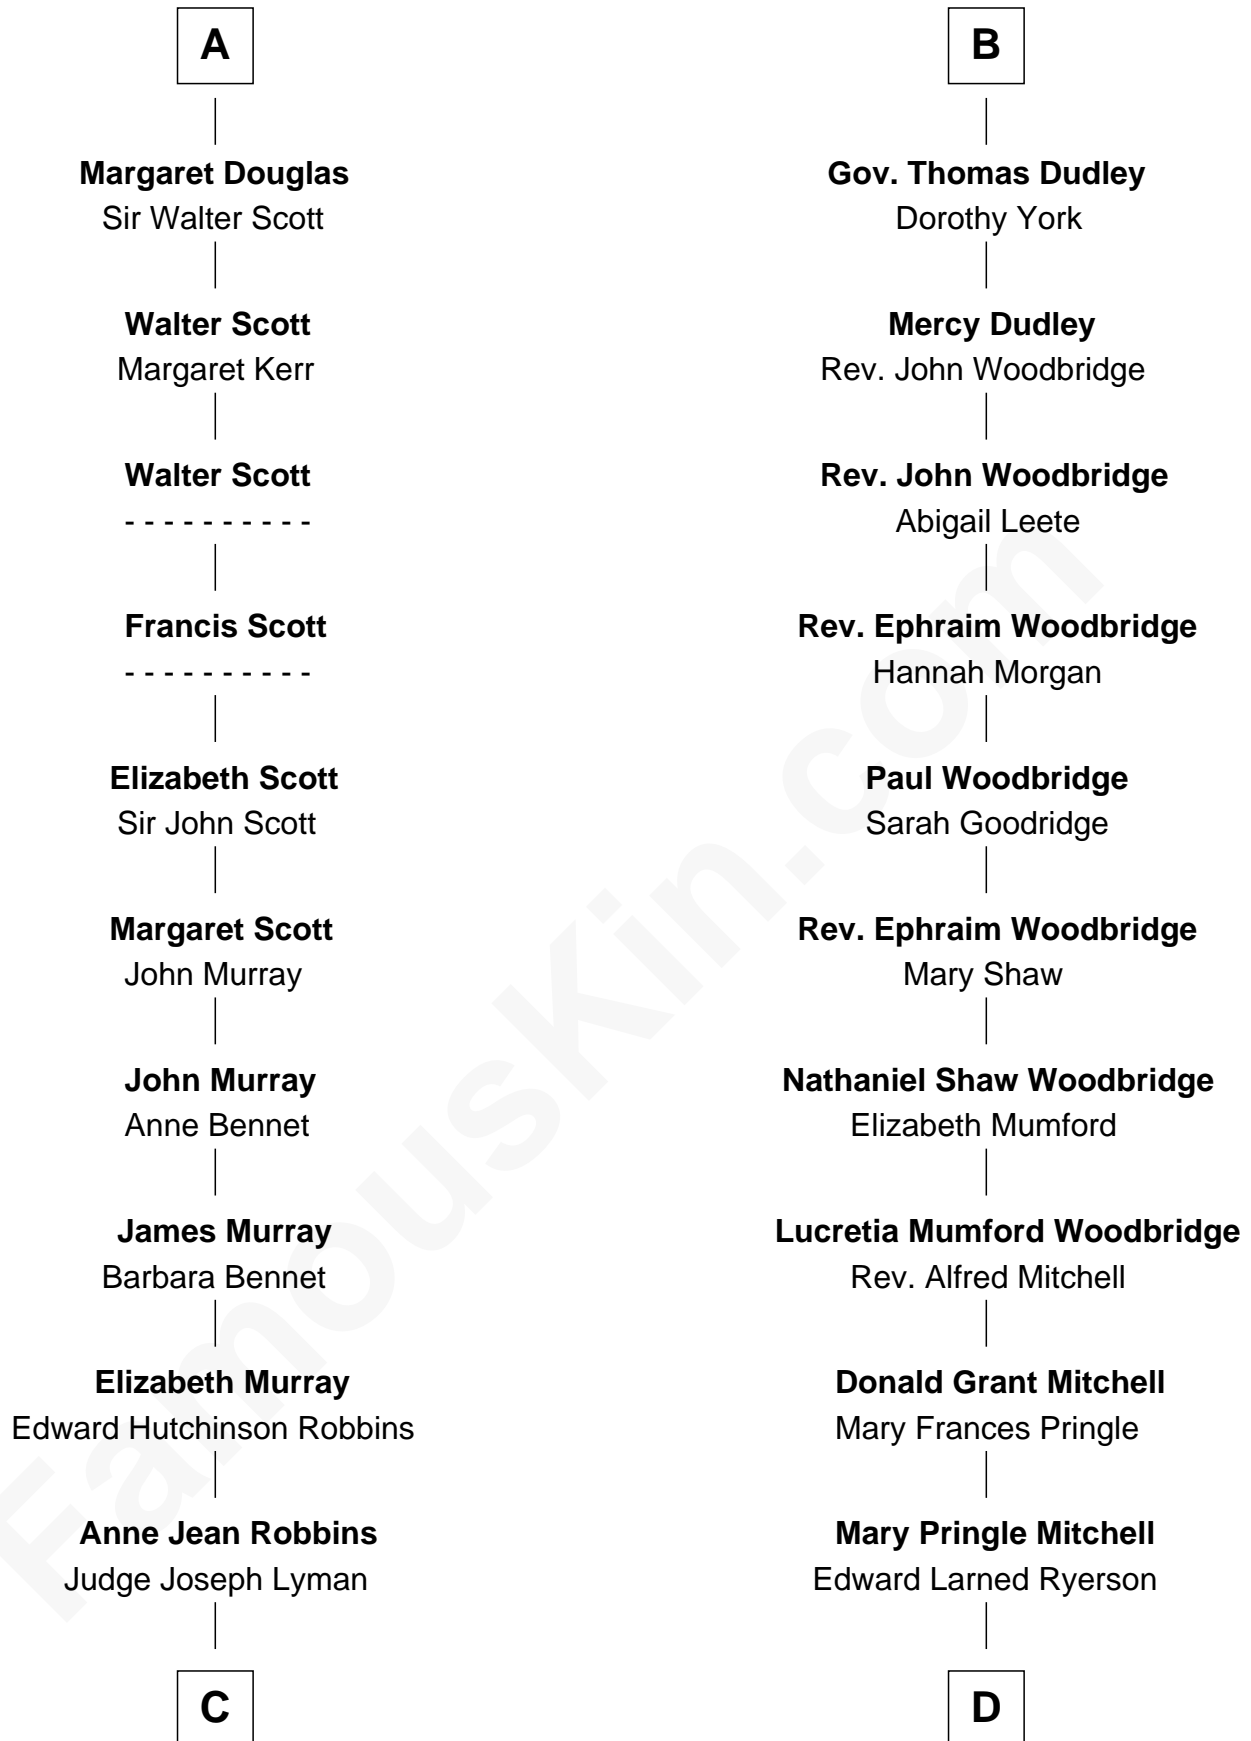 A
Margaret Douglas
Sir Walter Scott
Walter Scott
Margaret Kerr
Walter Scott
- - - - - - - - - -
Francis Scott
- - - - - - - - - -
Elizabeth Scott
Sir John Scott
Margaret Scott
John Murray
John Murray
Anne Bennet
James Murray
Barbara Bennet
Elizabeth Murray
Edward Hutchinson Robbins
Anne Jean Robbins
Judge Joseph Lyman
C
B
Gov. Thomas Dudley
Dorothy York
Mercy Dudley
Rev. John Woodbridge
Rev. John Woodbridge
Abigail Leete
Rev. Ephraim Woodbridge
Hannah Morgan
Paul Woodbridge
Sarah Goodridge
Rev. Ephraim Woodbridge
Mary Shaw
Nathaniel Shaw Woodbridge
Elizabeth Mumford
Lucretia Mumford Woodbridge
Rev. Alfred Mitchell
Donald Grant Mitchell
Mary Frances Pringle
Mary Pringle Mitchell
Edward Larned Ryerson
D
FamousKin.com